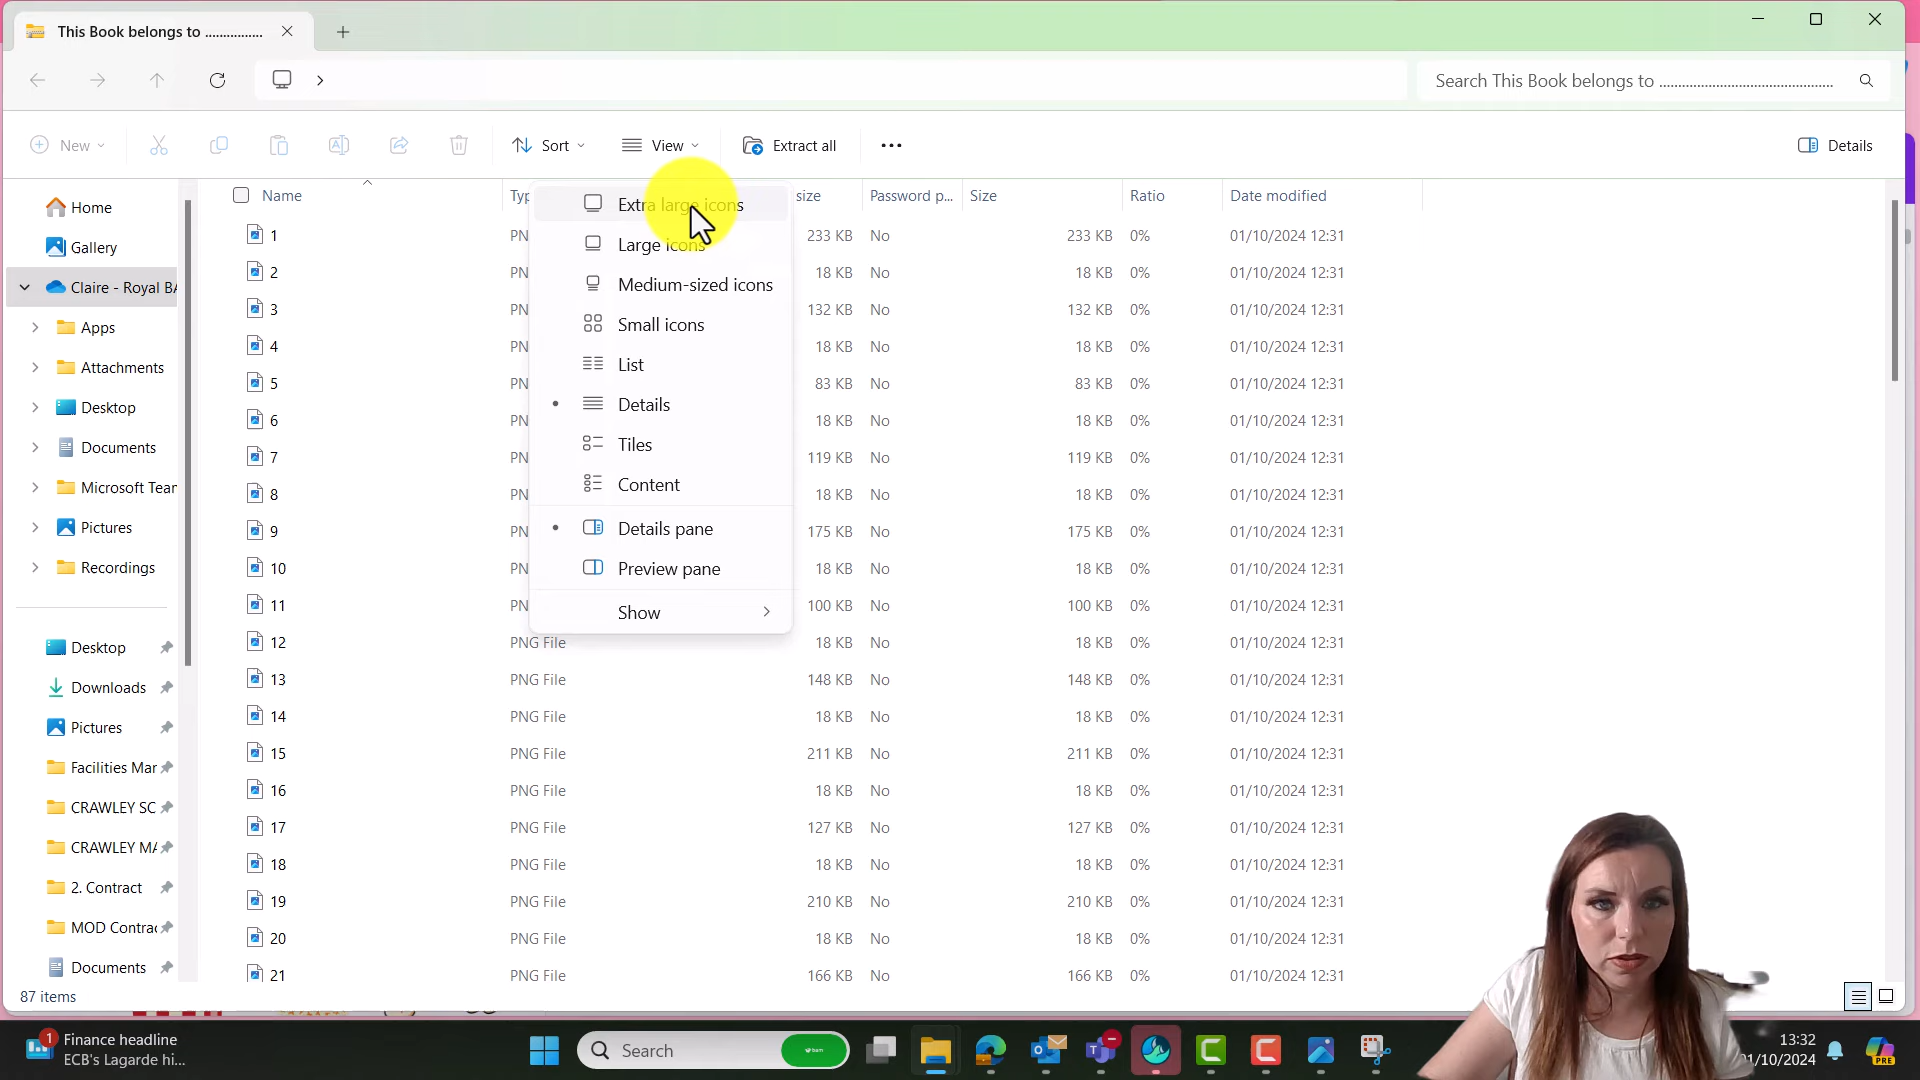 This Book belongs to ................
Search This Book belongs to ..............................................
New
Sort
View
Extract all
Details
Name
Typ
size
Password p...
Size
Ratio
Date modified
Extra large icons
Large icons
Medium-sized icons
Small icons
List
Details
Tiles
Content
Details pane
Preview pane
Show
Home
Gallery
Claire - Royal BA
Apps
Attachments
Desktop
Documents
Microsoft Tear
Pictures
Recordings
Desktop
Downloads
Pictures
Facilities Mar
CRAWLEY SC
CRAWLEY MA
2. Contract
MOD Contrac
Documents
1 PN 233 KB No 233 KB 0% 01/10/2024 12:31
2 PN 18 KB No 18 KB 0% 01/10/2024 12:31
3 PN 132 KB No 132 KB 0% 01/10/2024 12:31
4 PN 18 KB No 18 KB 0% 01/10/2024 12:31
5 PN 83 KB No 83 KB 0% 01/10/2024 12:31
6 PN 18 KB No 18 KB 0% 01/10/2024 12:31
7 PN 119 KB No 119 KB 0% 01/10/2024 12:31
8 PN 18 KB No 18 KB 0% 01/10/2024 12:31
9 PN 175 KB No 175 KB 0% 01/10/2024 12:31
10 PN 18 KB No 18 KB 0% 01/10/2024 12:31
11 PN 100 KB No 100 KB 0% 01/10/2024 12:31
12 PNG File 18 KB No 18 KB 0% 01/10/2024 12:31
13 PNG File 148 KB No 148 KB 0% 01/10/2024 12:31
14 PNG File 18 KB No 18 KB 0% 01/10/2024 12:31
15 PNG File 211 KB No 211 KB 0% 01/10/2024 12:31
16 PNG File 18 KB No 18 KB 0% 01/10/2024 12:31
17 PNG File 127 KB No 127 KB 0% 01/10/2024 12:31
18 PNG File 18 KB No 18 KB 0% 01/10/2024 12:31
19 PNG File 210 KB No 210 KB 0% 01/10/2024 12:31
20 PNG File 18 KB No 18 KB 0% 01/10/2024 12:31
21 PNG File 166 KB No 166 KB 0% 01/10/2024 12:31
87 items
1
Finance headline
ECB's Lagarde hi...
Search
13:32
01/10/2024
PRE